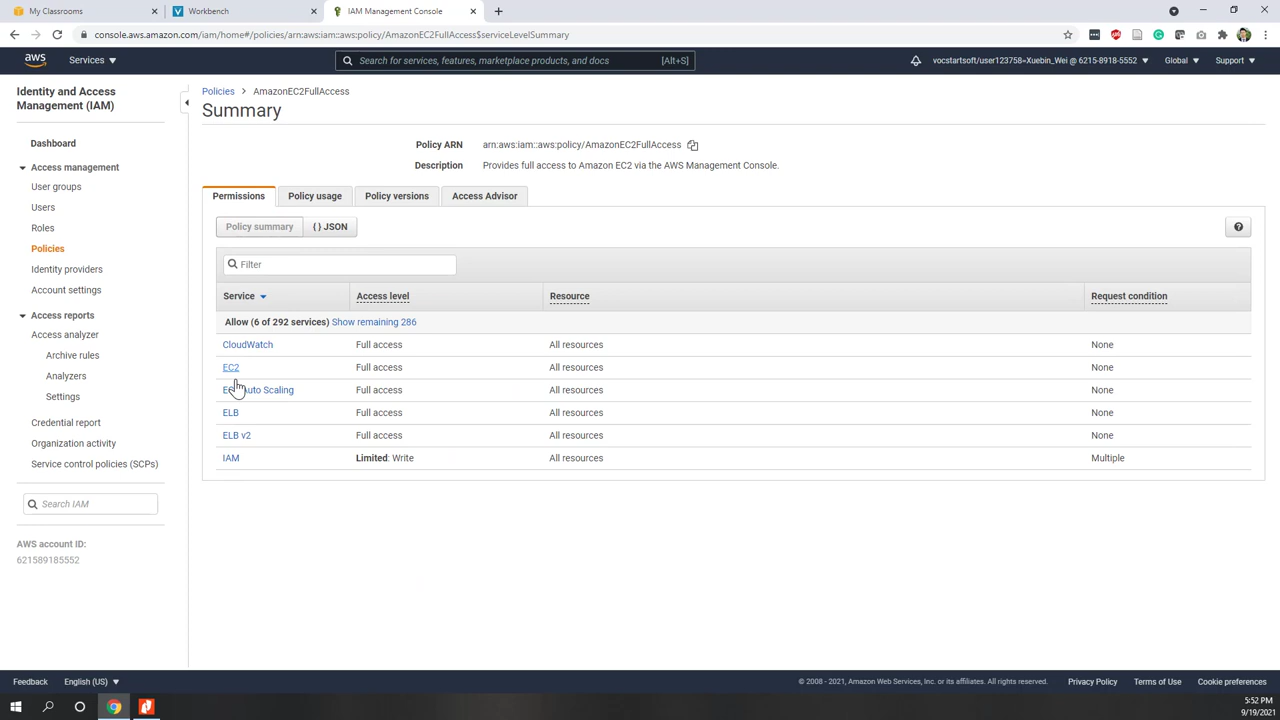 My Classrooms
Workbench
IAM Management Console
console.aws.amazon.com/iam/home#/policies/arn:aws:iam::aws:policy/AmazonEC2FullAccess$serviceLevelSummary
aws
Services
Search for services, features, marketplace products, and docs [Alt+S]
vocstartsoft/user123758=Xuebin_Wei @ 6215-8918-5552
Global
Support
Identity and Access Management (IAM)
Dashboard
Access management
User groups
Users
Roles
Policies
Identity providers
Account settings
Access reports
Access analyzer
Archive rules
Analyzers
Settings
Credential report
Organization activity
Service control policies (SCPs)
Search IAM
AWS account ID:
621589185552
Policies > AmazonEC2FullAccess
Summary
Policy ARN arn:aws:iam::aws:policy/AmazonEC2FullAccess
Description Provides full access to Amazon EC2 via the AWS Management Console.
Permissions Policy usage Policy versions Access Advisor
Policy summary { } JSON
Filter
Service Access level Resource Request condition
Allow (6 of 292 services) Show remaining 286
CloudWatch Full access All resources None
EC2 Full access All resources None
Auto Scaling Full access All resources None
ELB Full access All resources None
ELB v2 Full access All resources None
IAM Limited: Write All resources Multiple
Feedback English (US) © 2008 - 2021, Amazon Web Services, Inc. or its affiliates. All rights reserved. Privacy Policy Terms of Use Cookie preferences
5:52 PM
9/19/2021